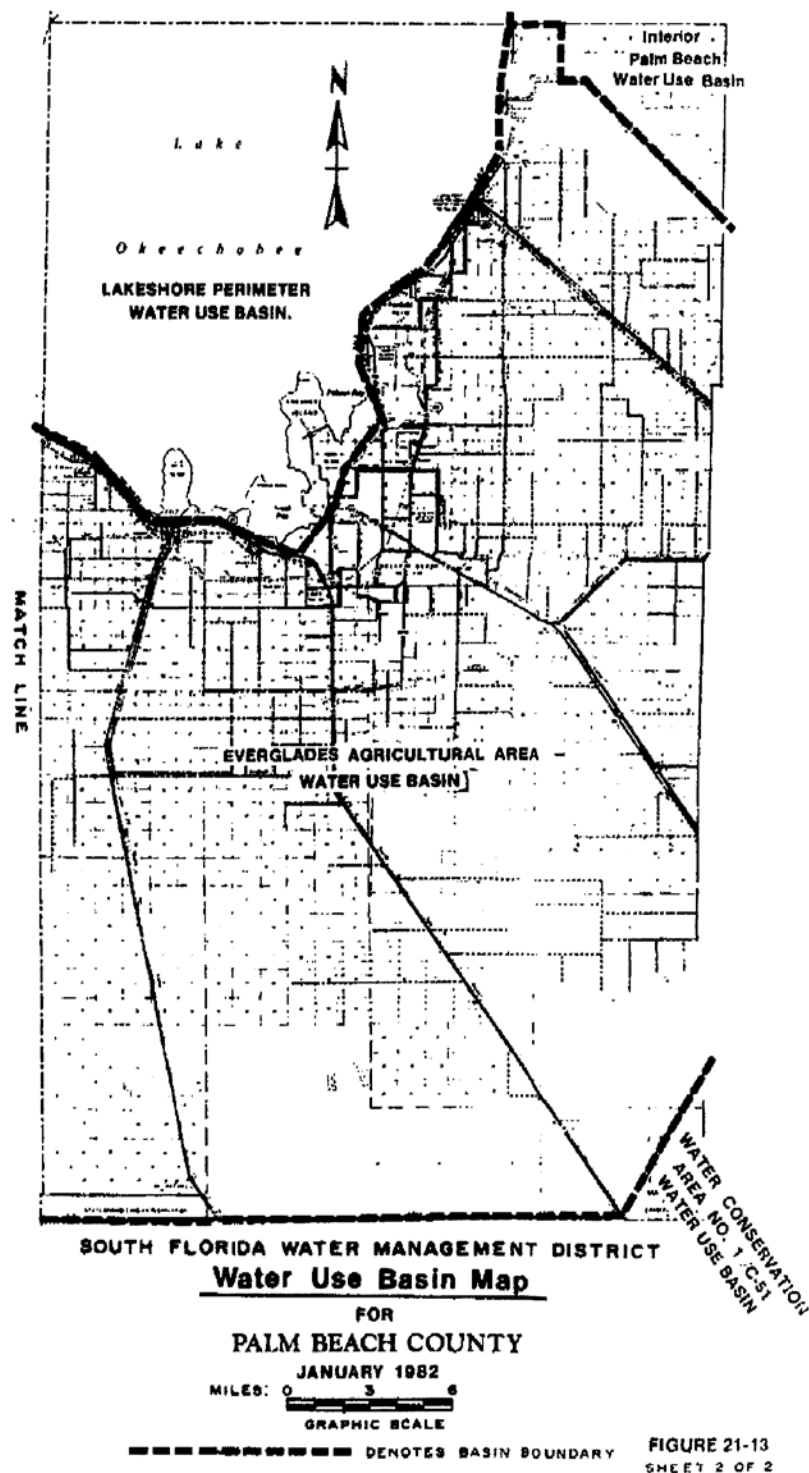 Interior
Palm Beach
Water Use Basin
N
Lake
Okeechobee
LAKESHORE PERIMETER
WATER USE BASIN.
MATCH LINE
EVERGLADES AGRICULTURAL AREA
WATER USE BASIN
WATER CONSERVATION
AREA NO. 1 /C-51
WATER USE BASIN
SOUTH FLORIDA WATER MANAGEMENT DISTRICT
Water Use Basin Map
FOR
PALM BEACH COUNTY
JANUARY 1982
MILES: 0 3 6
GRAPHIC SCALE
DENOTES BASIN BOUNDARY
FIGURE 21-13
SHEET 2 OF 2